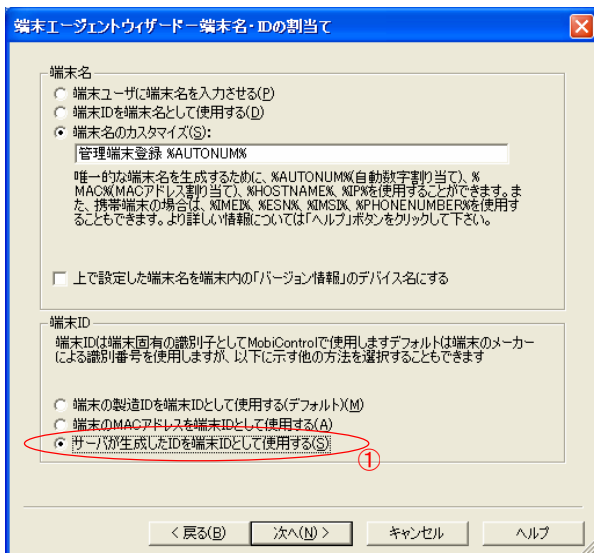 端末エージェントウィザードー端末名・IDの割当て
端末名
端末ユーザに端末名を入力させる(P)
端末IDを端末名として使用する(D)
端末名のカスタマイズ(S):
管理端末登録 %AUTONUM%
唯一的な端末名を生成するために、%AUTONUM%(自動数字割り当て)、%
MAC%(MACアドレス割り当て)、%HOSTNAME%、%IP%を使用することができます。ま
た、携帯端末の場合は、%IMEI%、%ESN%、%IMSI%、%PHONENUMBER%を使用す
ることもできます。より詳しい情報については「ヘルプ」ボタンをクリックして下さい。
上で設定した端末名を端末内の「バージョン情報」のデバイス名にする
端末ID
端末IDは端末固有の識別子としてMobiControlで使用しますデフォルトは端末のメーカー
による識別番号を使用しますが、以下に示す他の方法を選択することもできます
端末の製造IDを端末IDとして使用する(デフォルト)(M)
端末のMACアドレスを端末IDとして使用する(A)
サーバが生成したIDを端末IDとして使用する(S)
①
< 戻る(B)
次へ(N) >
キャンセル
ヘルプ